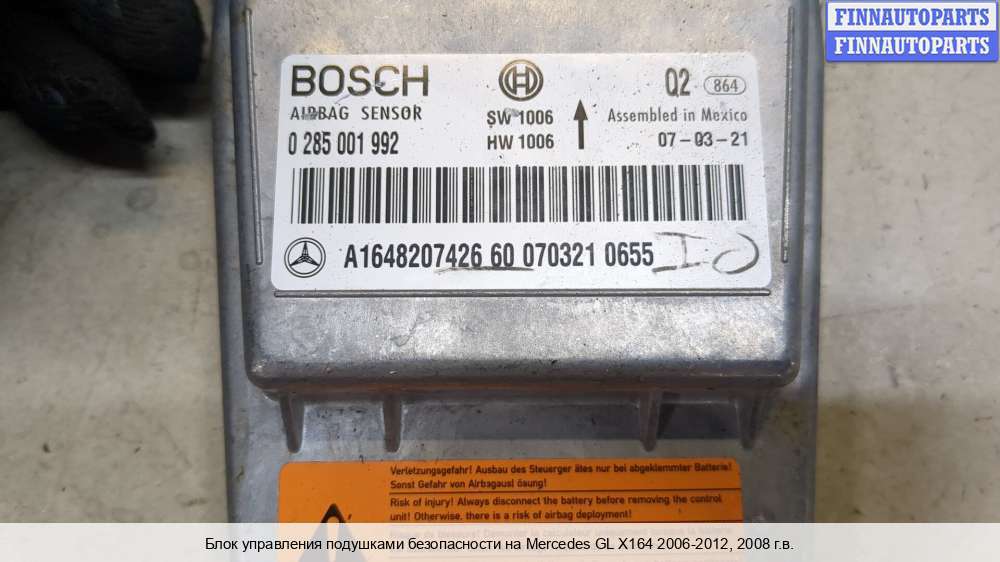 FINNAUTOPARTS
FINNAUTOPARTS
BOSCH
AIRBAG SENSOR
0 285 001 992
SW 1006
HW 1006
Q2 864
Assembled in Mexico
07-03-21
A1648207426 60 070321 0655
Verletzungsgefahr! Ausbau des Steuerger ätes nur bei abgeklemmter Batterie!
Sonst Gefahr von Airbagausl ösung!
Risk of injury! Always disconnect the battery before removing the control
unit! Otherwise, there is a risk of airbag deployment!
Блок управления подушками безопасности на Mercedes GL X164 2006-2012, 2008 г.в.